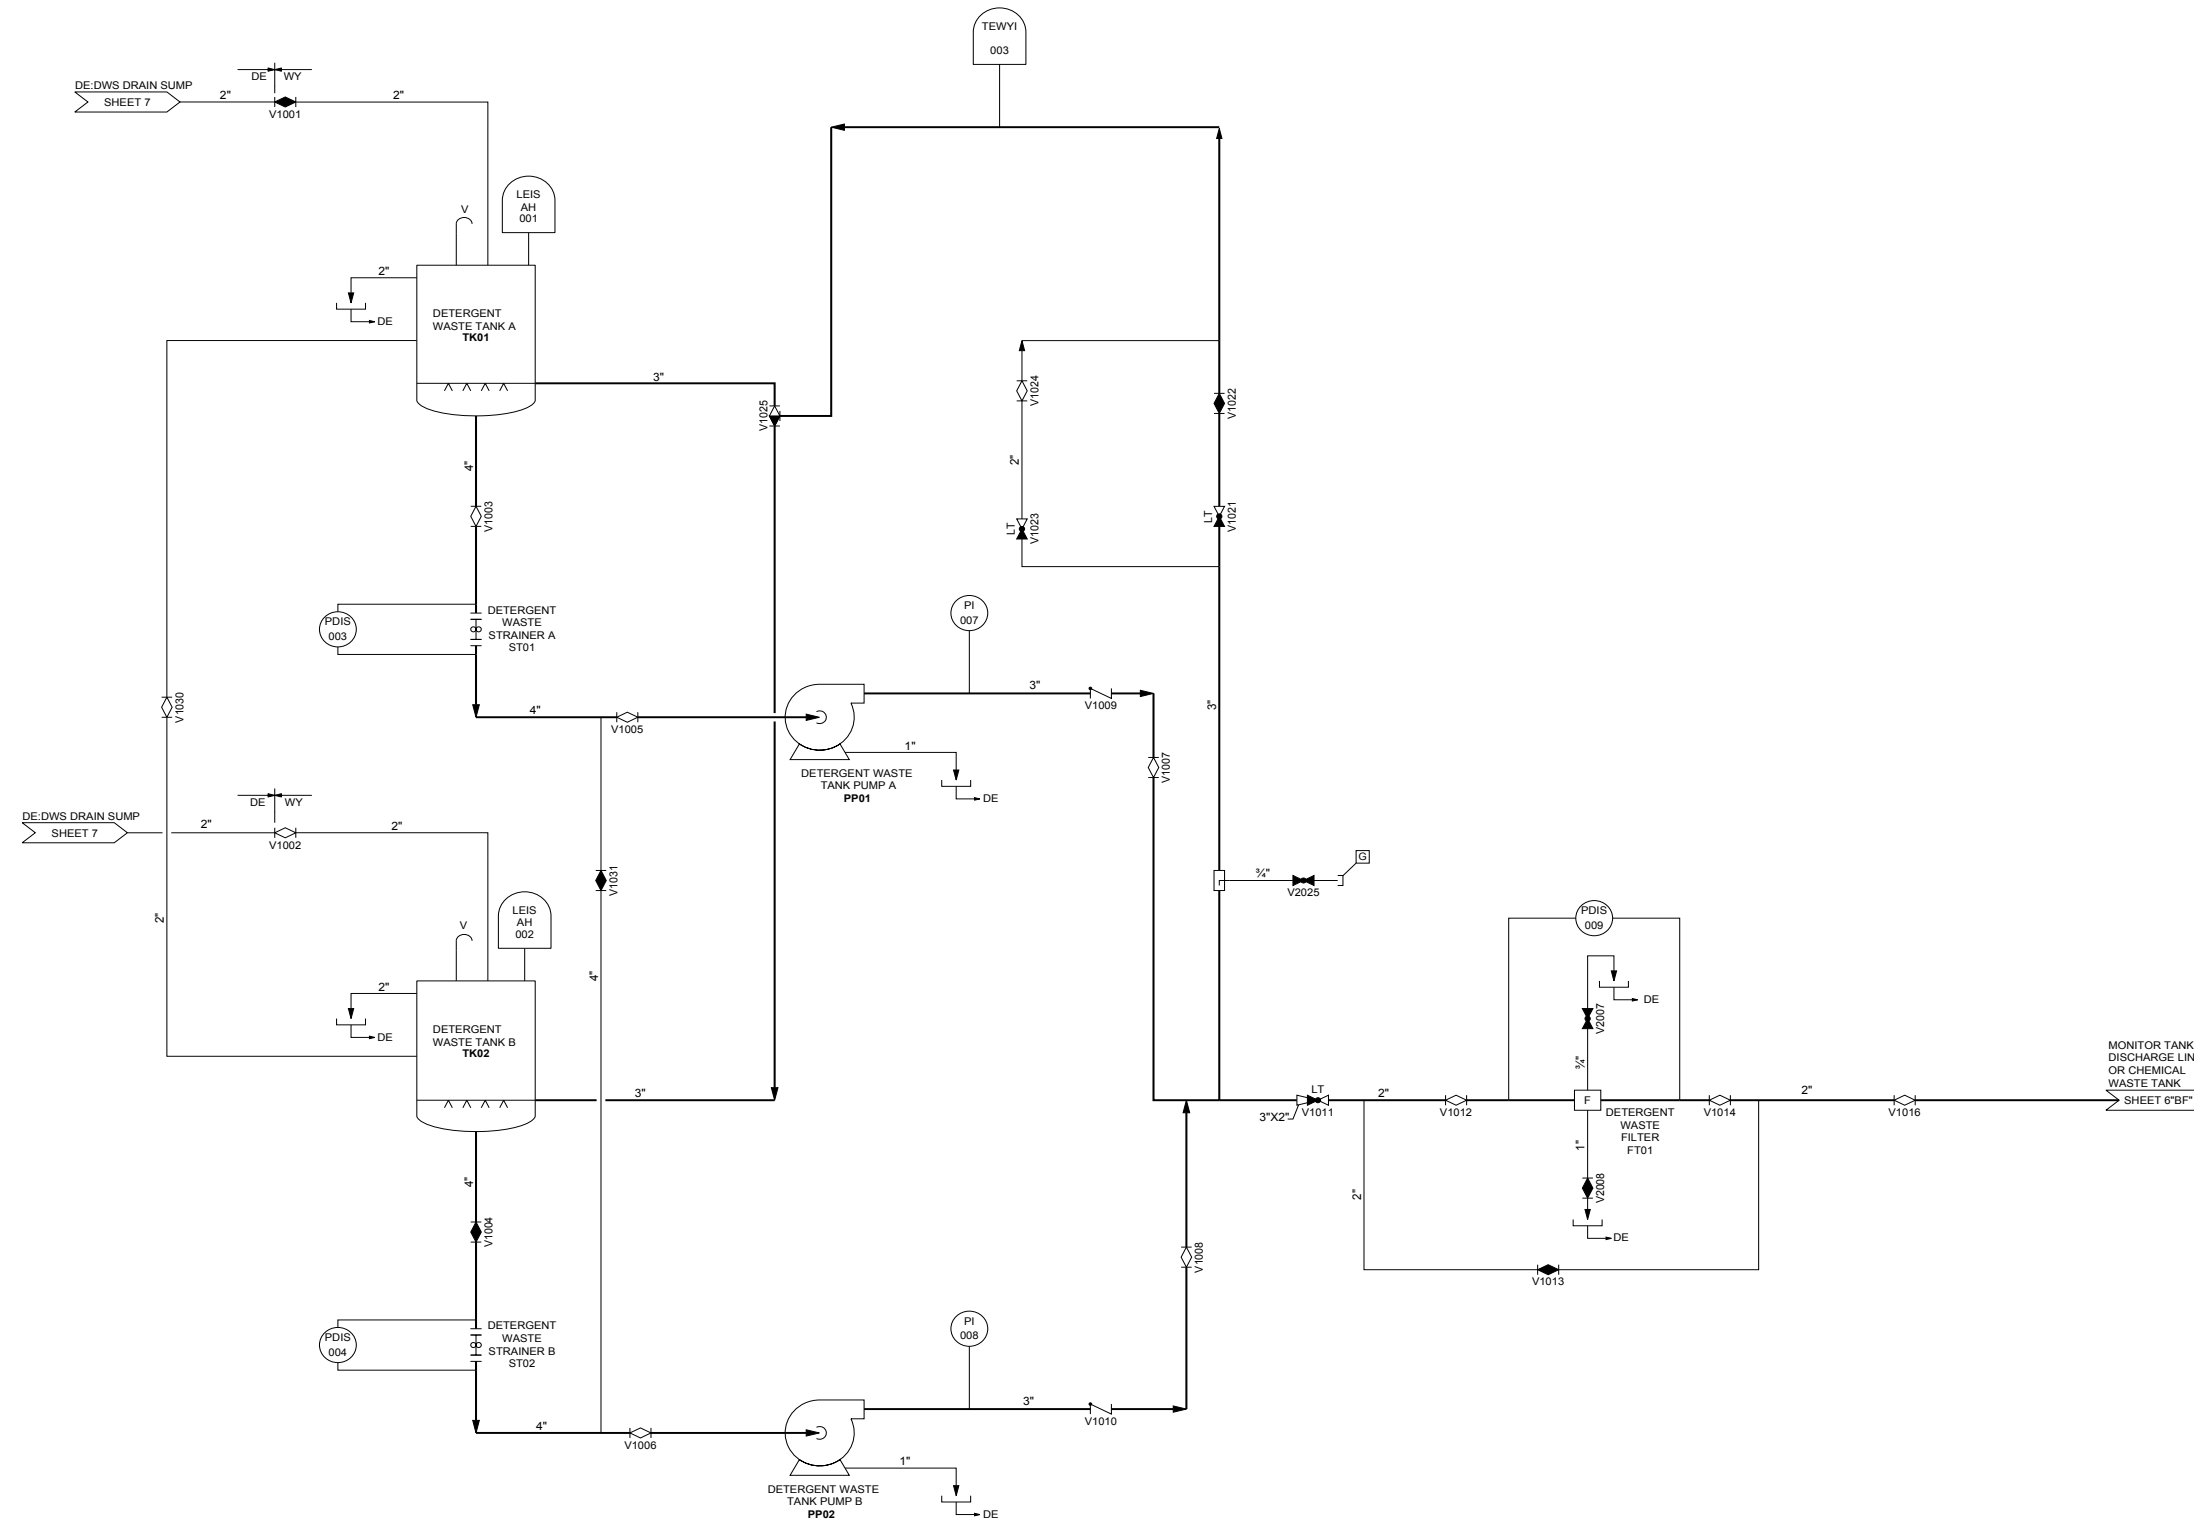 TEWYI
003
DE
WY
DE:DWS DRAIN SUMP
SHEET 7
2"
2"
V1001
LEIS
AH
001
V
2"
DE
DETERGENT
WASTE TANK A
TK01
3"
V1025
V1024
V1022
4"
2"
V1003
LT
V1023
LT
V1021
PDIS
003
DETERGENT
WASTE
STRAINER A
ST01
PI
007
V1030
4"
V1005
3"
V1009
3"
1"
V1007
DETERGENT WASTE
TANK PUMP A
PP01
DE
DE
WY
DE:DWS DRAIN SUMP
SHEET 7
2"
2"
V1002
V1031
¾"
V2025
G
2"
LEIS
AH
002
V
4"
PDIS
009
2"
DE
DETERGENT
WASTE TANK B
TK02
DE
V2007
¾"
MONITOR TANK
DISCHARGE LIN
OR CHEMICAL
WASTE TANK
SHEET 6"BF"
3"
LT
3"X2"
V1011
2"
V1012
F
DETERGENT
WASTE
FILTER
FT01
V1014
2"
V1016
1"
4"
2"
V2008
DE
V1004
V1008
V1013
PDIS
004
DETERGENT
WASTE
STRAINER B
ST02
PI
008
4"
V1006
3"
V1010
1"
DETERGENT WASTE
TANK PUMP B
PP02
DE